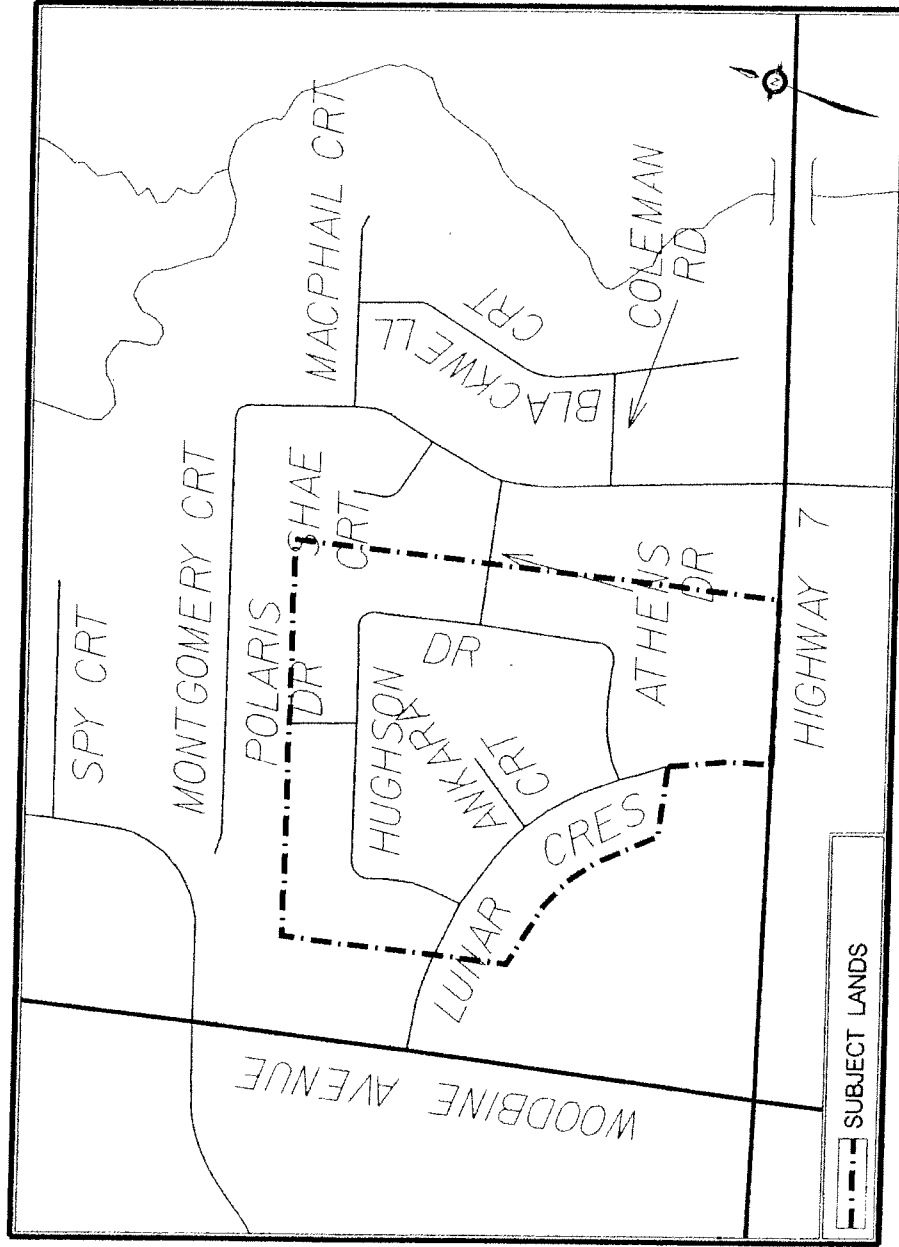 SPY CRT
MONTGOMERY CRT
MACPHAIL CRT
POLARIS
DR
SHAE
CRT
BLACKWELL
CRT
COLEMAN
RD
HUGHSON
DR
ANKARA
CRT
ATHENS
DR
LUNAR
CRES
WOODBINE AVENUE
HIGHWAY 7
N
SUBJECT LANDS